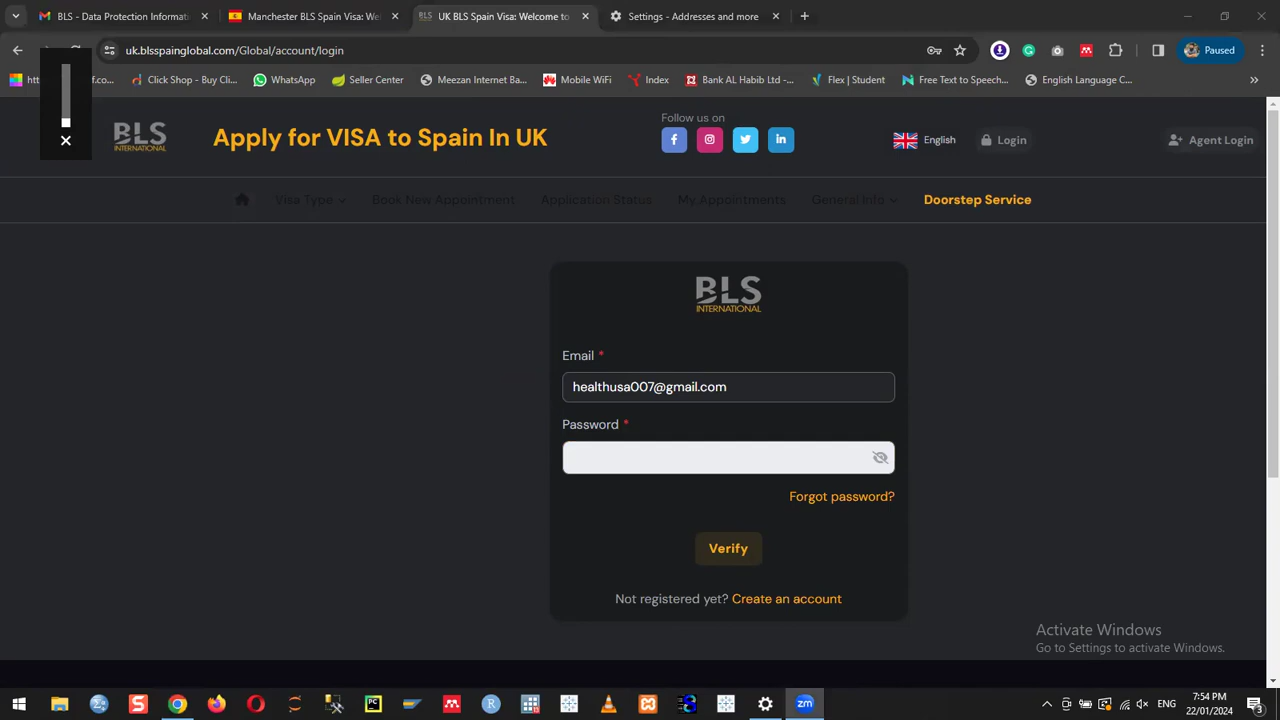 BLS - Data Protection Informati
Manchester BLS Spain Visa: We
UK BLS Spain Visa: Welcome to
Settings - Addresses and more
uk.blsspainglobal.com/Global/account/login
Paused
Click Shop - Buy Cli...
WhatsApp
Seller Center
Meezan Internet Ba...
Mobile WiFi
Index
Bank AL Habib Ltd -...
Flex | Student
Free Text to Speech...
English Language C...
BLS
INTERNATIONAL
Apply for VISA to Spain In UK
Follow us on
English
Login
Agent Login
Visa Type
Book New Appointment
Application Status
My Appointments
General Info
Doorstep Service
BLS
INTERNATIONAL
Email *
healthusa007@gmail.com
Password *
Forgot password?
Verify
Not registered yet? Create an account
Activate Windows
Go to Settings to activate Windows.
zm
ENG
7:54 PM
22/01/2024